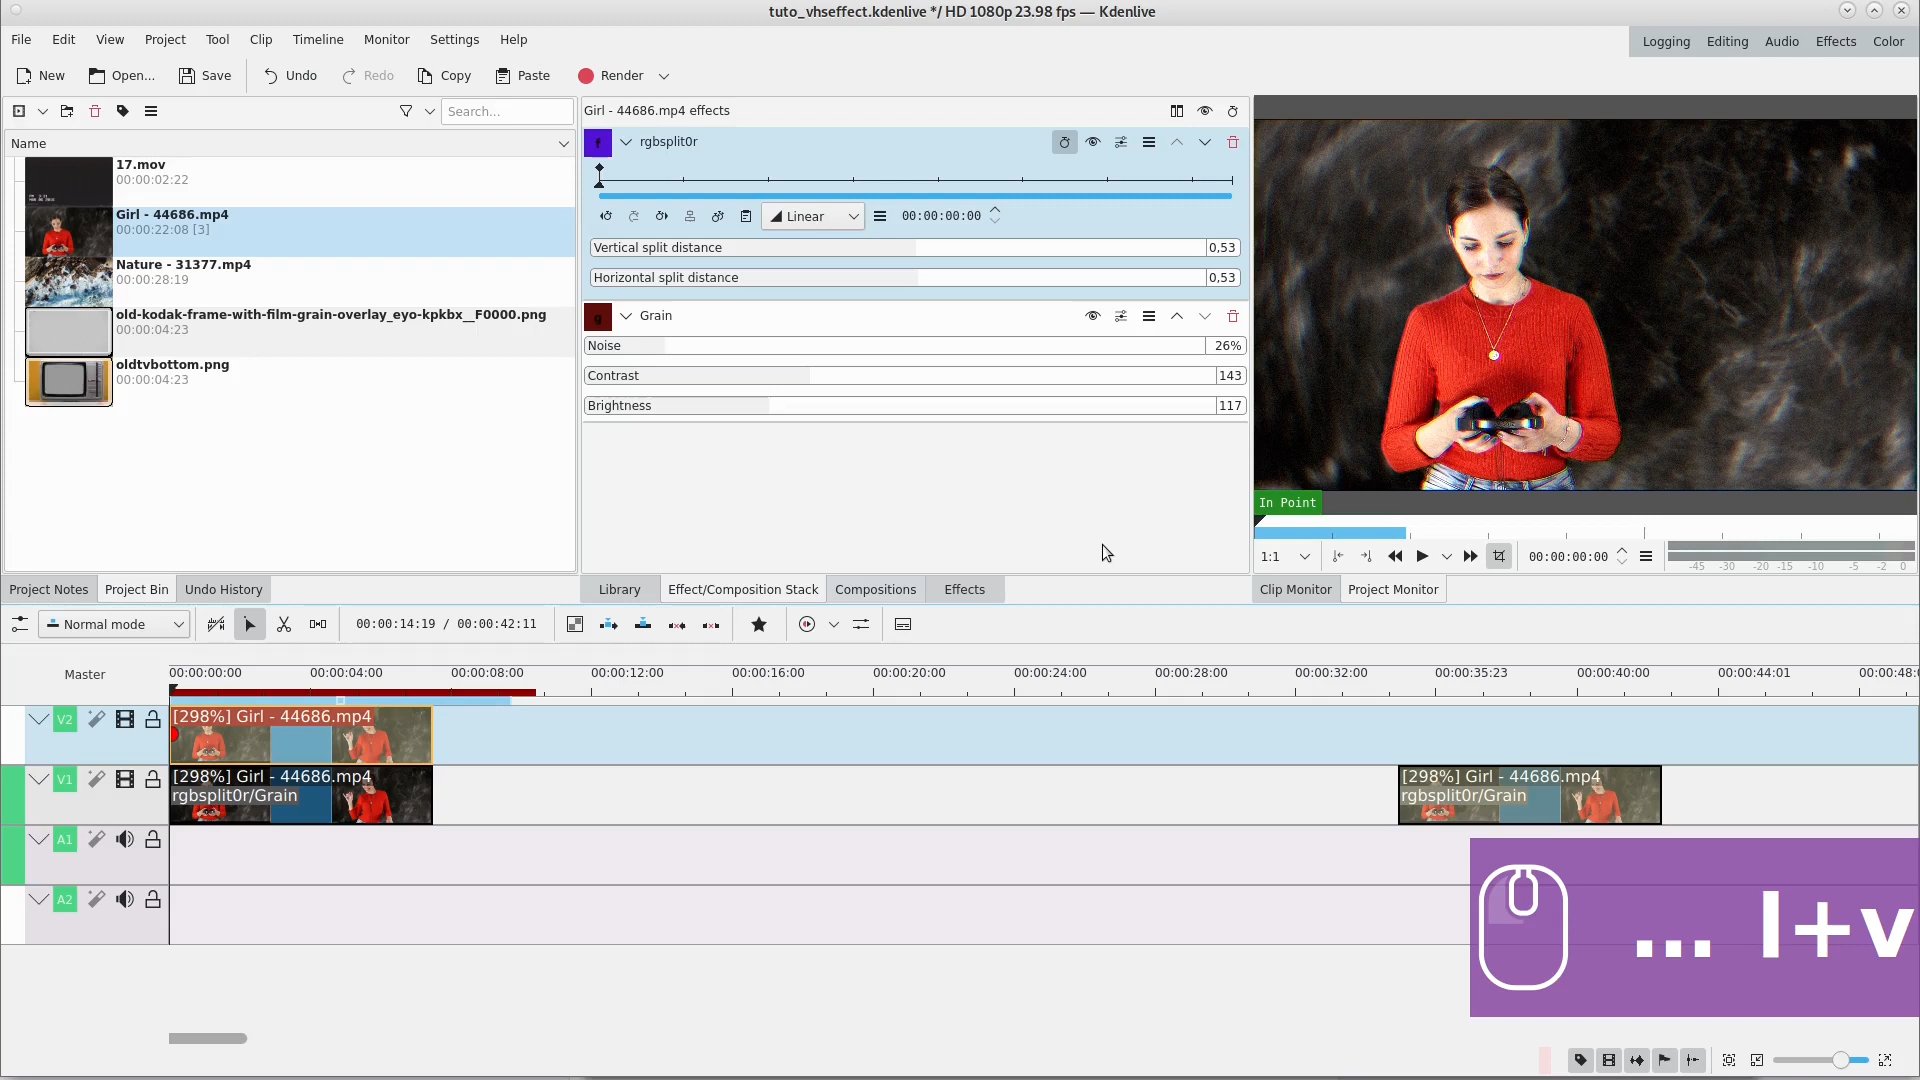 tuto_vhseffect.kdenlive */ HD 1080p 23.98 fps — Kdenlive
File Edit View Project Tool Clip Timeline Monitor Settings Help
Logging Editing Audio Effects Color
New Open... Save Undo Redo Copy Paste Render
Search...
Name
17.mov
00:00:02:22
Girl - 44686.mp4
00:00:22:08 [3]
Nature - 31377.mp4
00:00:28:19
old-kodak-frame-with-film-grain-overlay_eyo-kpkbx__F0000.png
00:00:04:23
oldtvbottom.png
00:00:04:23
Project Notes Project Bin Undo History
Girl - 44686.mp4 effects
f rgbsplit0r
Linear 00:00:00:00
Vertical split distance 0,53
Horizontal split distance 0,53
g Grain
Noise 26%
Contrast 143
Brightness 117
Library Effect/Composition Stack Compositions Effects
In Point
1:1 00:00:00:00
-45 -30 -20 -15 -10 -5 -2 0
Clip Monitor Project Monitor
Normal mode 00:00:14:19 / 00:00:42:11
Master 00:00:00:00 00:00:04:00 00:00:08:00 00:00:12:00 00:00:16:00 00:00:20:00 00:00:24:00 00:00:28:00 00:00:32:00 00:00:35:23 00:00:40:00 00:00:44:01 00:00:48:
V2 [298%] Girl - 44686.mp4
V1 [298%] Girl - 44686.mp4
rgbsplit0r/Grain
[298%] Girl - 44686.mp4
rgbsplit0r/Grain
A1
A2
... l+v